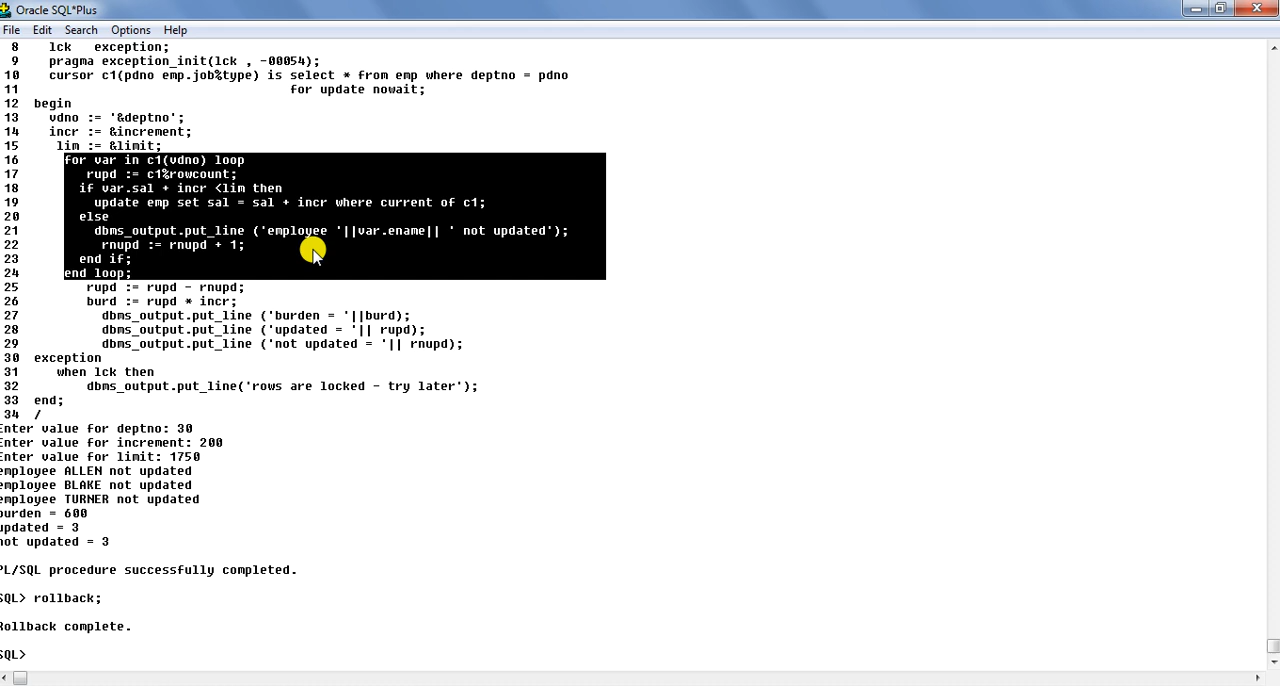 Oracle SQL*Plus
File Edit Search Options Help
8 lck exception;
9 pragma exception_init(lck , -00054);
10 cursor c1(pdno emp.job%type) is select * from emp where deptno = pdno
11 for update nowait;
12 begin
13 vdno := '&deptno';
14 incr := &increment;
15 lim := &limit;
16 for var in c1(vdno) loop
17 rupd := c1%rowcount;
18 if var.sal + incr <lim then
19 update emp set sal = sal + incr where current of c1;
20 else
21 dbms_output.put_line ('employee '||var.ename|| ' not updated');
22 rnupd := rnupd + 1;
23 end if;
24 end loop;
25 rupd := rupd - rnupd;
26 burd := rupd * incr;
27 dbms_output.put_line ('burden = '||burd);
28 dbms_output.put_line ('updated = '|| rupd);
29 dbms_output.put_line ('not updated = '|| rnupd);
30 exception
31 when lck then
32 dbms_output.put_line('rows are locked - try later');
33 end;
34 /
Enter value for deptno: 30
Enter value for increment: 200
Enter value for limit: 1750
employee ALLEN not updated
employee BLAKE not updated
employee TURNER not updated
burden = 600
updated = 3
not updated = 3
PL/SQL procedure successfully completed.
SQL> rollback;
Rollback complete.
SQL>